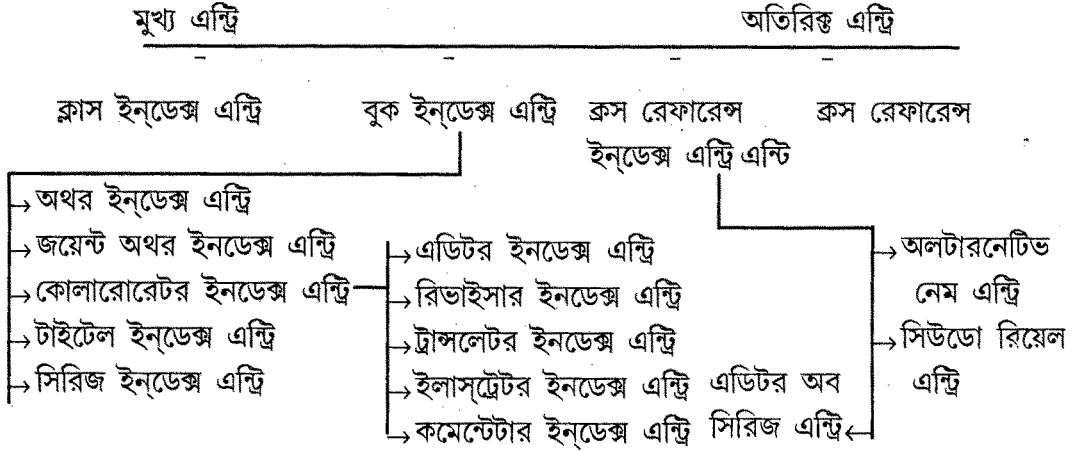 মুখ্য এন্ট্রি অতিরিক্ত এন্ট্রি
ক্লাস ইন্‌ডেক্স এন্ট্রি বুক ইন্‌ডেক্স এন্ট্রি ক্রস রেফারেন্স ক্রস রেফারেন্স
ইন্‌ডেক্স এন্ট্রি এন্টি
অথর ইন্‌ডেক্স এন্ট্রি
জয়েন্ট অথর ইনডেক্স এন্ট্রি এডিটর ইনডেক্স এন্ট্রি অলটারনেটিভ
কোলারোরেটর ইনডেক্স এন্ট্রি রিভাইসার ইনডেক্স এন্ট্রি নেম এন্ট্রি
টাইটেল ইন্‌ডেক্স এন্ট্রি ট্রান্সলেটর ইনডেক্স এন্ট্রি সিউডো রিয়েল
সিরিজ ইন্‌ডেক্স এন্ট্রি ইলাস্‌ট্রেটর ইনডেক্স এন্ট্রি এডিটর অব এন্ট্রি
কমেন্টেটার ইন্‌ডেক্স এন্ট্রি সিরিজ এন্ট্রি